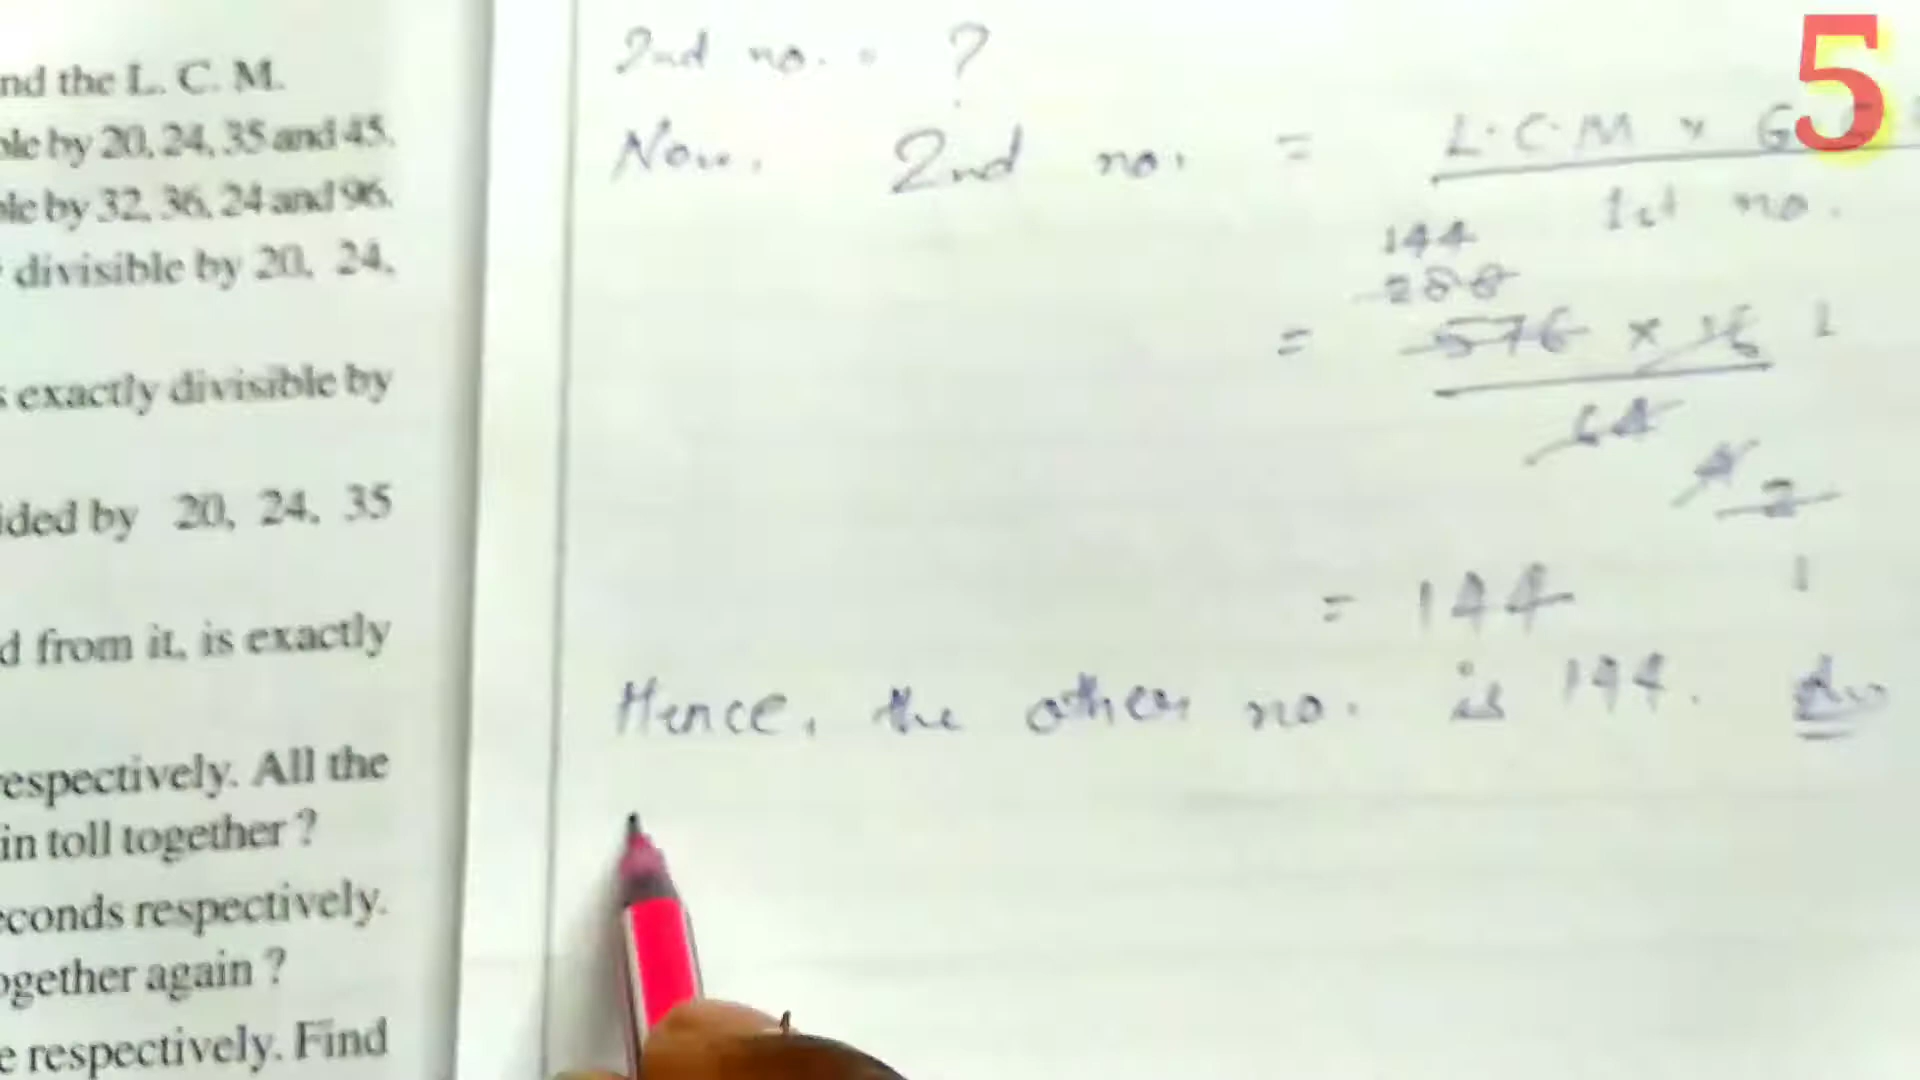 nd the L. C. M.
ble by 20, 24, 35 and 45.
ble by 32, 36, 24 and 96.
divisible by 20, 24,
s exactly divisible by
ided by 20, 24, 35
d from it, is exactly
respectively. All the
in toll together ?
econds respectively.
ogether again ?
e respectively. Find
5
2nd no. = ?
Now, 2nd no. = L.C.M × G
1st no.
144
288
= 576 × 16 1
64
4
2
1
= 144
Hence, the other no. is 144. Ans